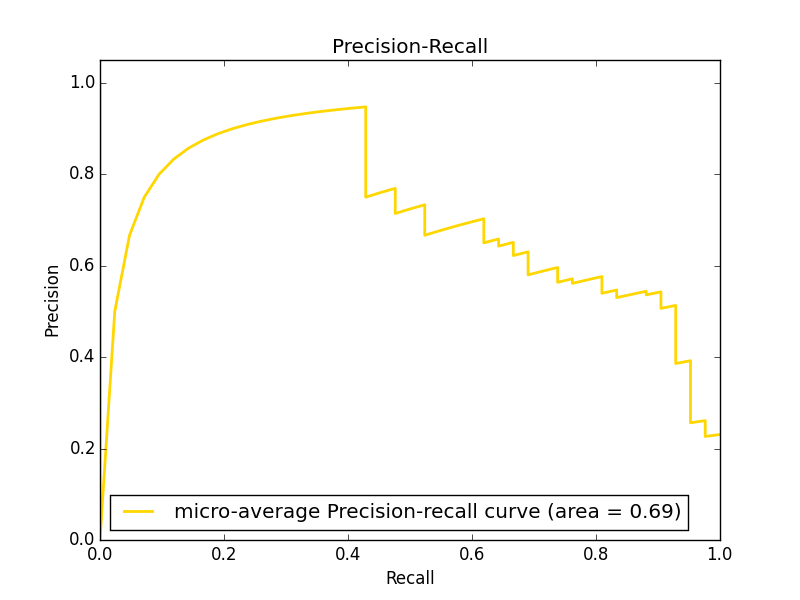 Precision-Recall
1.0
0.8
0.6
0.4
0.2
0.0
Precision
micro-average Precision-recall curve (area = 0.69)
0.0 0.2 0.4 0.6 0.8 1.0
Recall